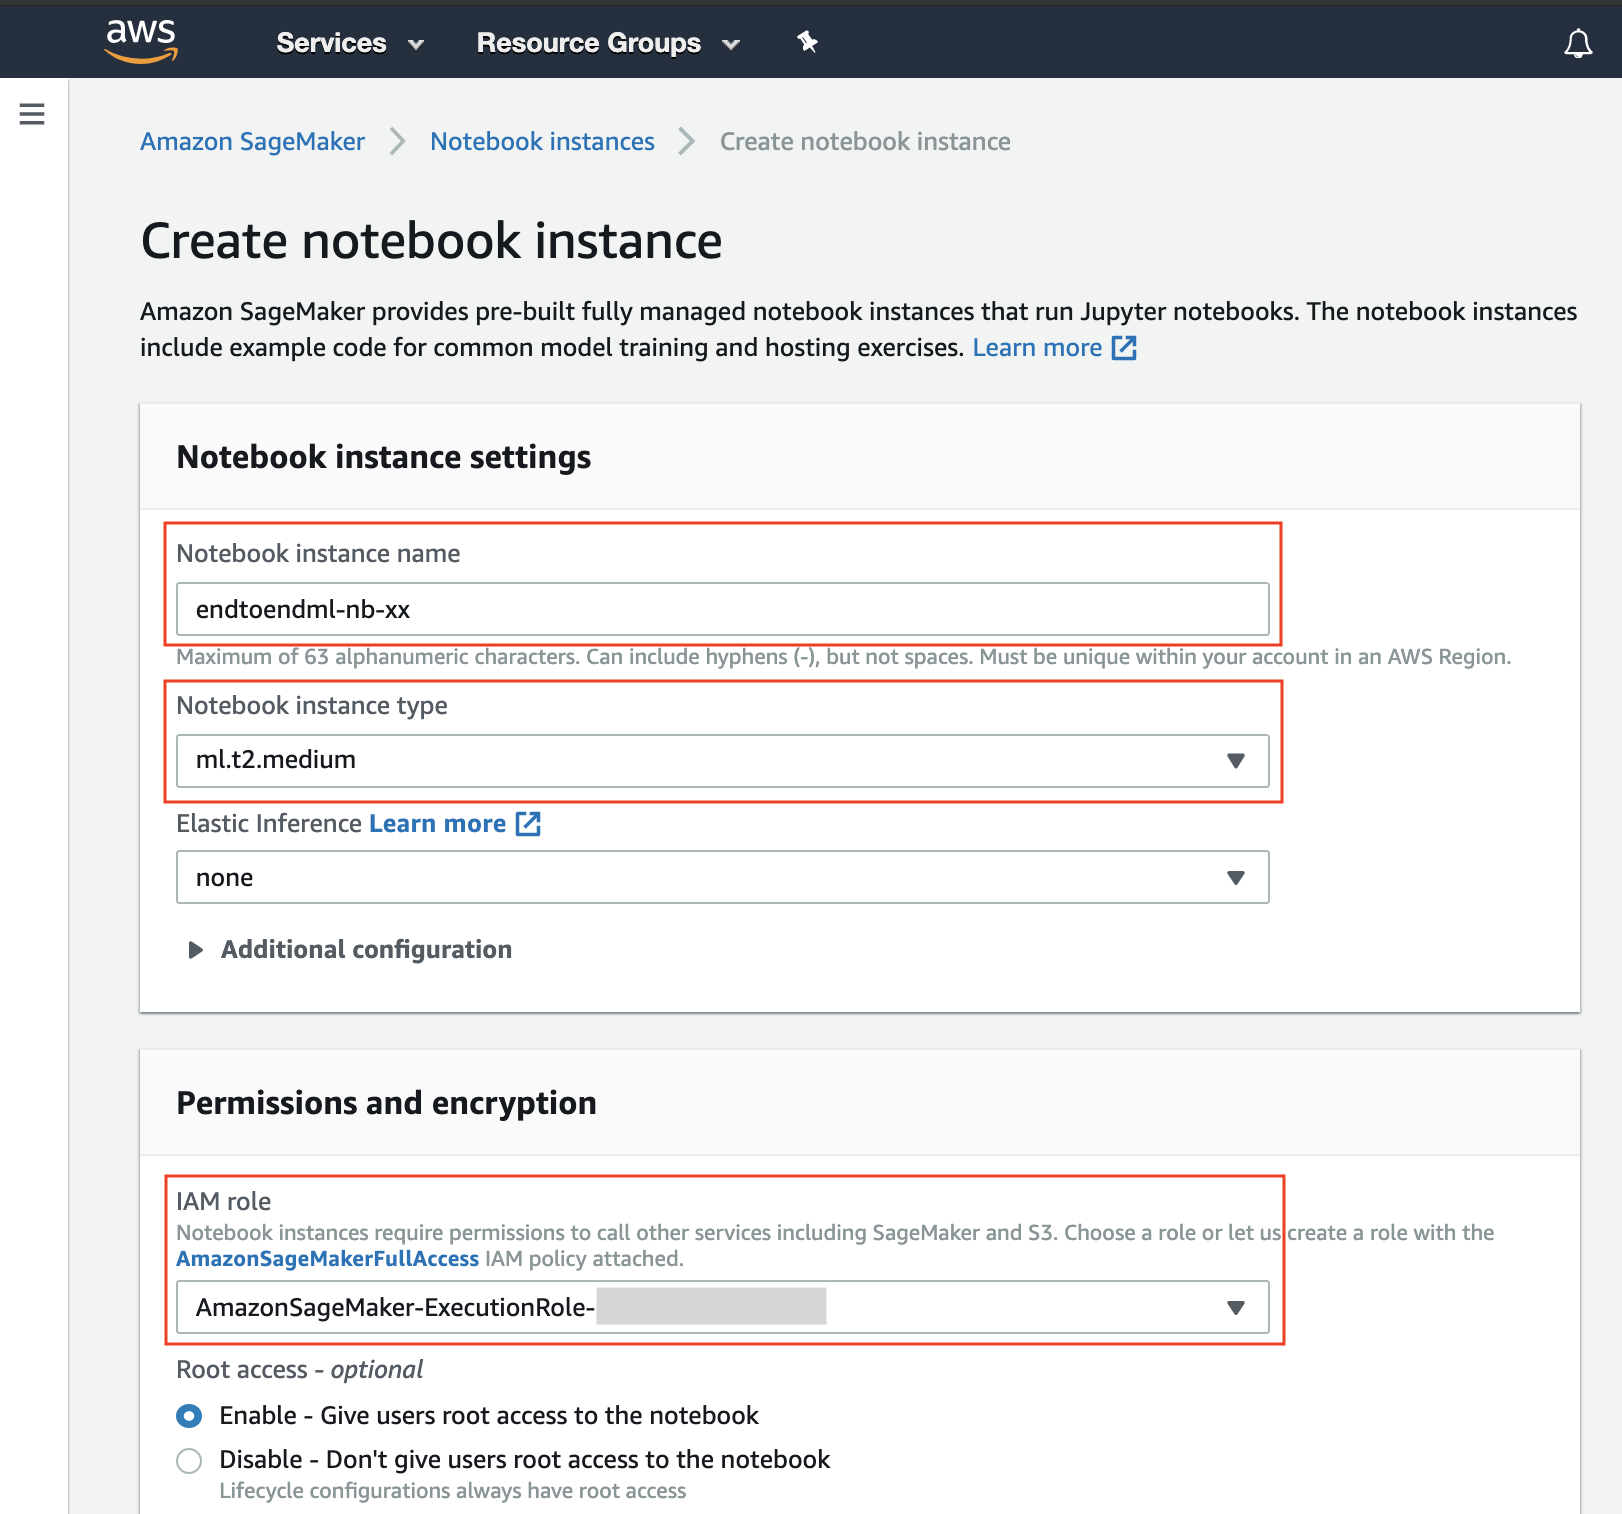 aws Services Resource Groups
Amazon SageMaker Notebook instances Create notebook instance
Create notebook instance
Amazon SageMaker provides pre-built fully managed notebook instances that run Jupyter notebooks. The notebook instances
include example code for common model training and hosting exercises. Learn more
Notebook instance settings
Notebook instance name
endtoendml-nb-xx
Maximum of 63 alphanumeric characters. Can include hyphens (-), but not spaces. Must be unique within your account in an AWS Region.
Notebook instance type
ml.t2.medium
Elastic Inference Learn more
none
Additional configuration
Permissions and encryption
IAM role
Notebook instances require permissions to call other services including SageMaker and S3. Choose a role or let us create a role with the
AmazonSageMakerFullAccess IAM policy attached.
AmazonSageMaker-ExecutionRole-
Root access - optional
Enable - Give users root access to the notebook
Disable - Don't give users root access to the notebook
Lifecycle configurations always have root access